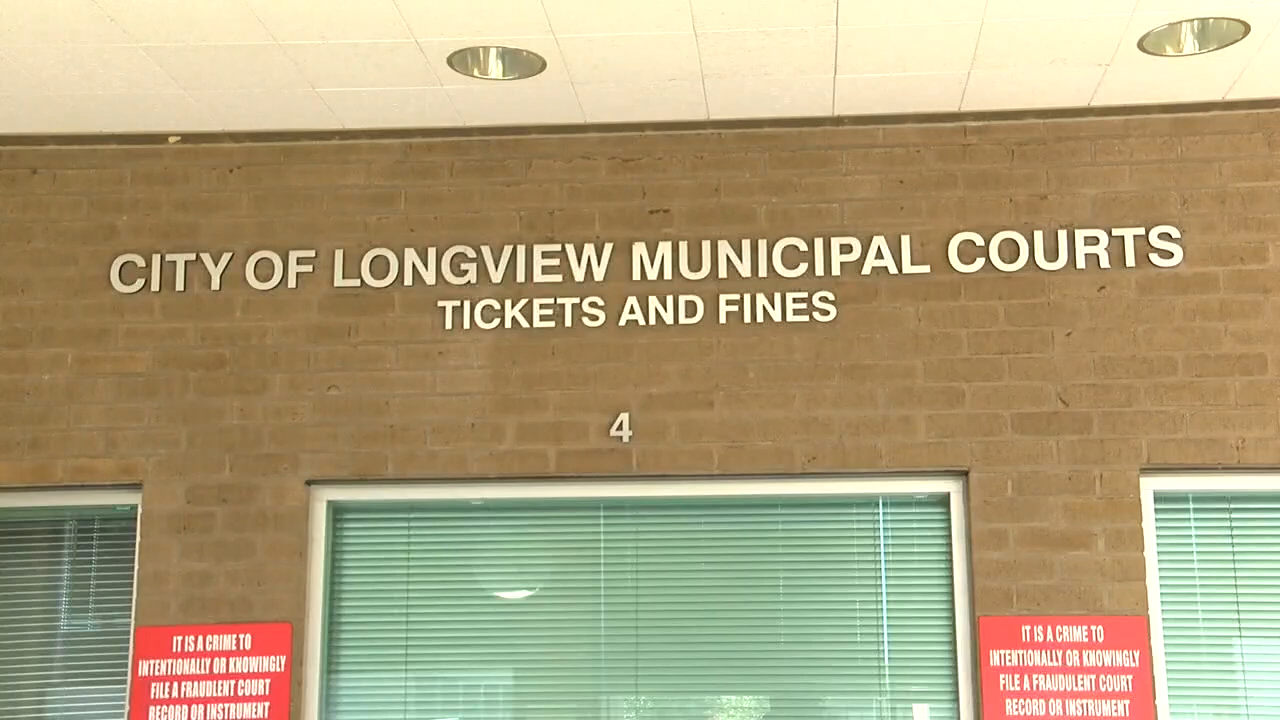 CITY OF LONGVIEW MUNICIPAL COURTS
TICKETS AND FINES
4
IT IS A CRIME TO
INTENTIONALLY OR KNOWINGLY
FILE A FRAUDULENT COURT
RECORD OR INSTRUMENT
IT IS A CRIME TO
INTENTIONALLY OR KNOWINGLY
FILE A FRAUDULENT COURT
RECORD OR INSTRUMENT